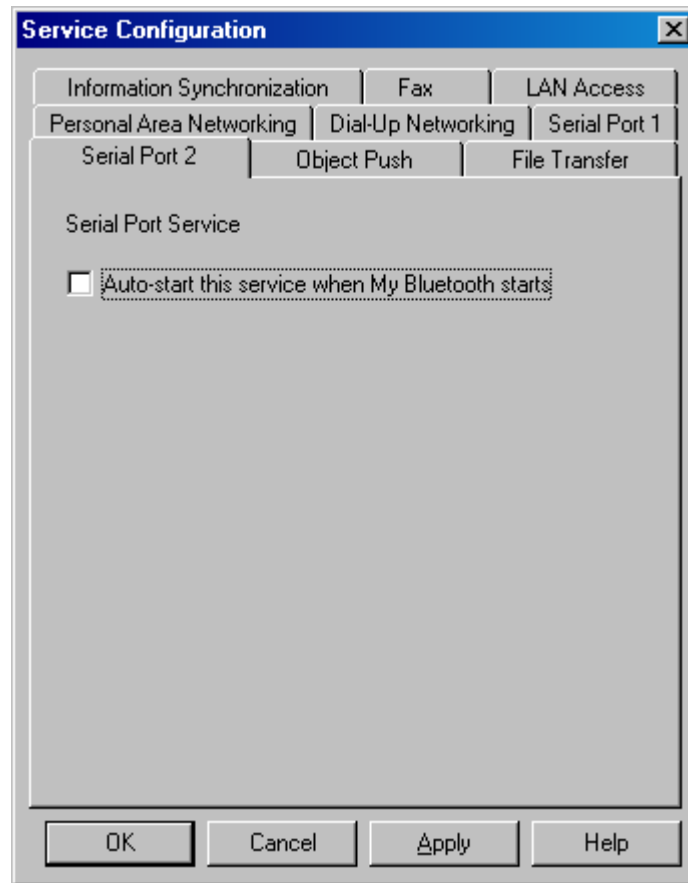 Service Configuration
Information Synchronization Fax LAN Access
Personal Area Networking Dial-Up Networking Serial Port 1
Serial Port 2 Object Push File Transfer
Serial Port Service
Auto-start this service when My Bluetooth starts
OK Cancel Apply Help